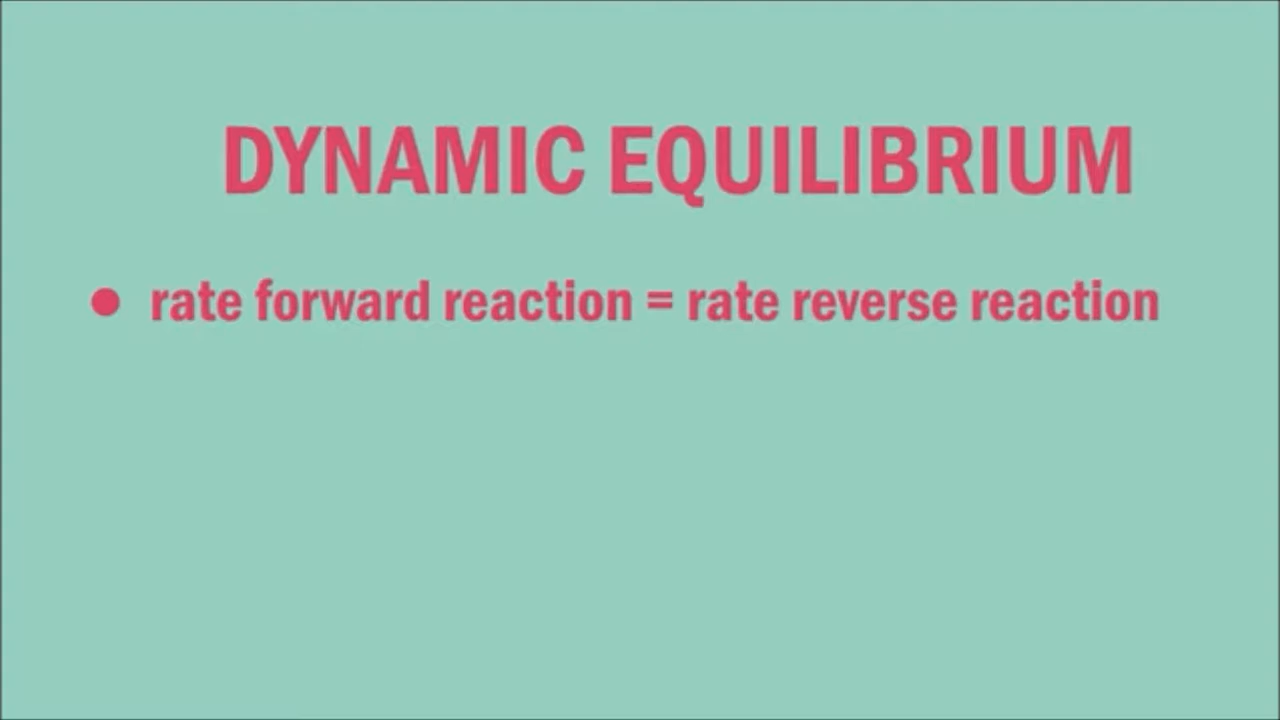 DYNAMIC EQUILIBRIUM
● rate forward reaction = rate reverse reaction